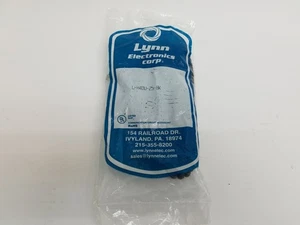 Lynn
Electronics
Corp.
154 RAILROAD DR.
IVYLAND, PA. 18974
215-355-8200
www.lynnelec.com
sales@lynnelec.com